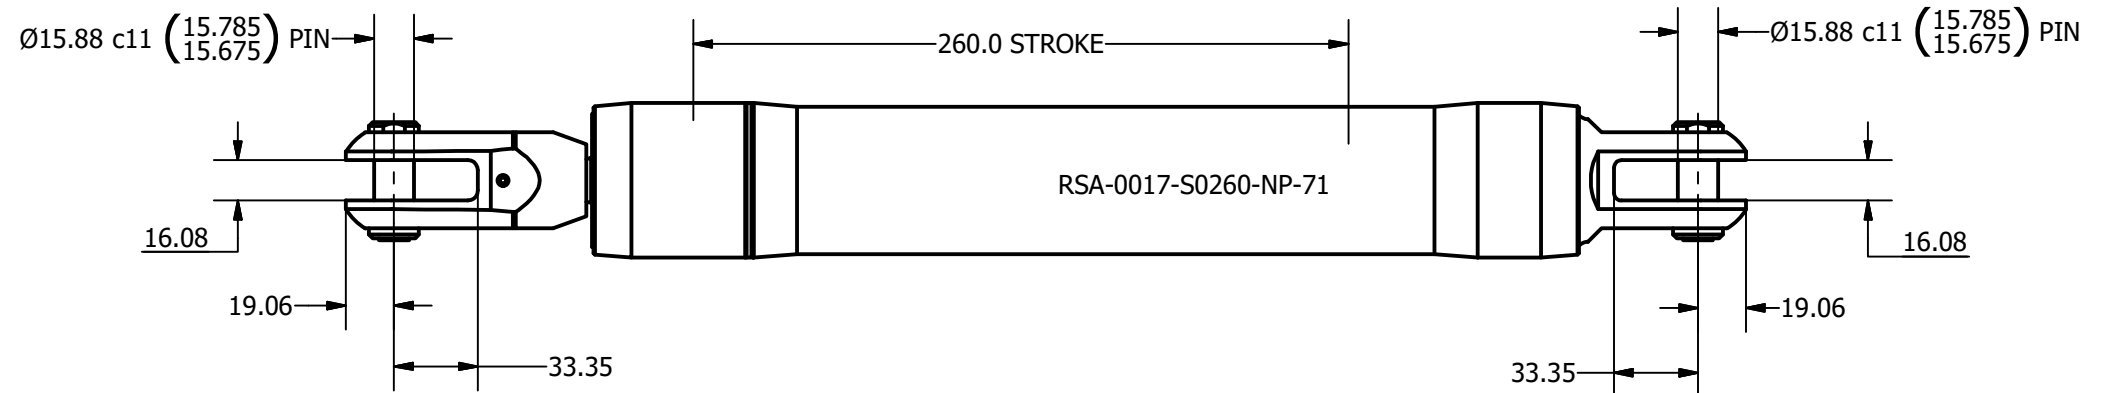 Ø15.88 c11 (15.785 15.675) PIN
260.0 STROKE
Ø15.88 c11 (15.785 15.675) PIN
RSA-0017-S0260-NP-71
16.08
16.08
19.06
19.06
33.35
33.35